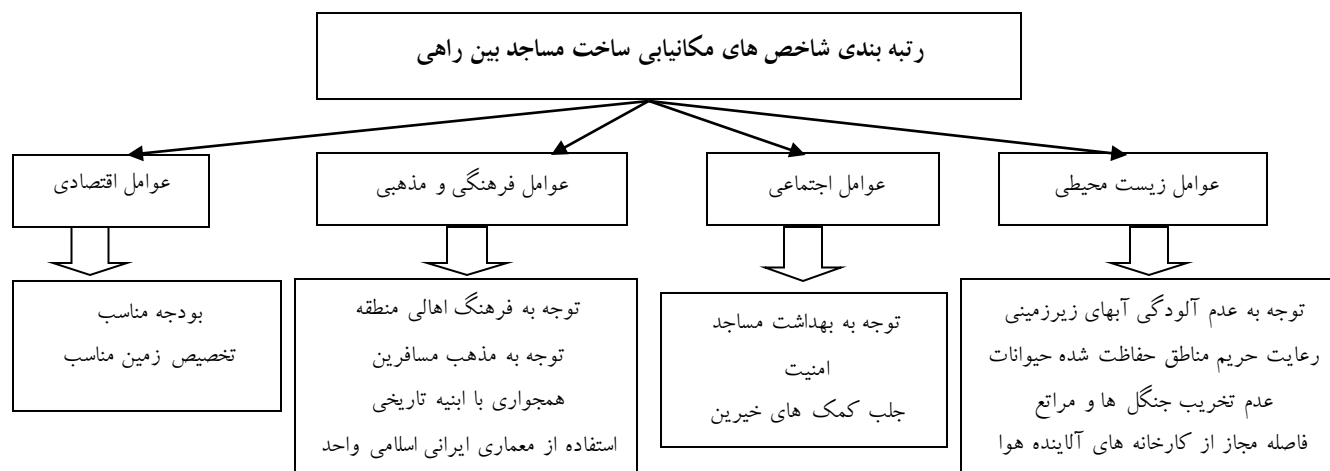 رتبه بندی شاخص های مکانیابی ساخت مساجد بین راهی
عوامل زیست محیطی
عوامل اجتماعی
عوامل فرهنگی و مذهبی
عوامل اقتصادی
توجه به عدم آلودگی آبهای زیرزمینی
رعایت حریم مناطق حفاظت شده حیوانات
عدم تخریب جنگل ها و مراتع
فاصله مجاز از کارخانه های آلاینده هوا
توجه به بهداشت مساجد
امنیت
جلب کمک های خیرین
توجه به فرهنگ اهالی منطقه
توجه به مذهب مسافرین
همجواری با ابنیه تاریخی
استفاده از معماری ایرانی اسلامی واحد
بودجه مناسب
تخصیص زمین مناسب